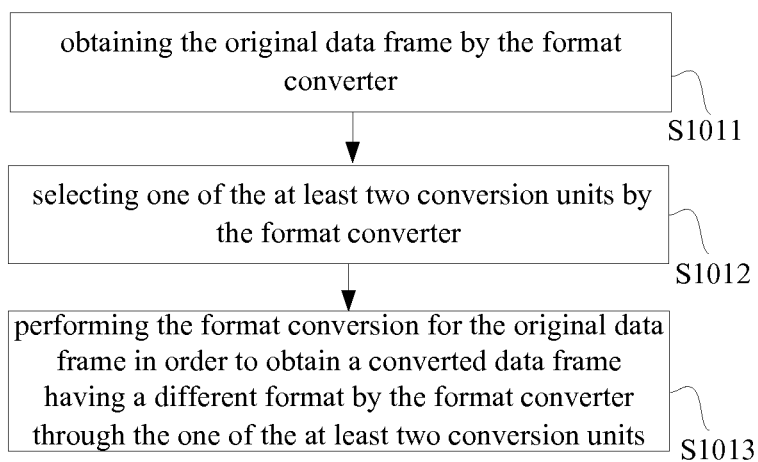 obtaining the original data frame by the format
converter
S1011
selecting one of the at least two conversion units by
the format converter
S1012
performing the format conversion for the original data
frame in order to obtain a converted data frame
having a different format by the format converter
through the one of the at least two conversion units
S1013